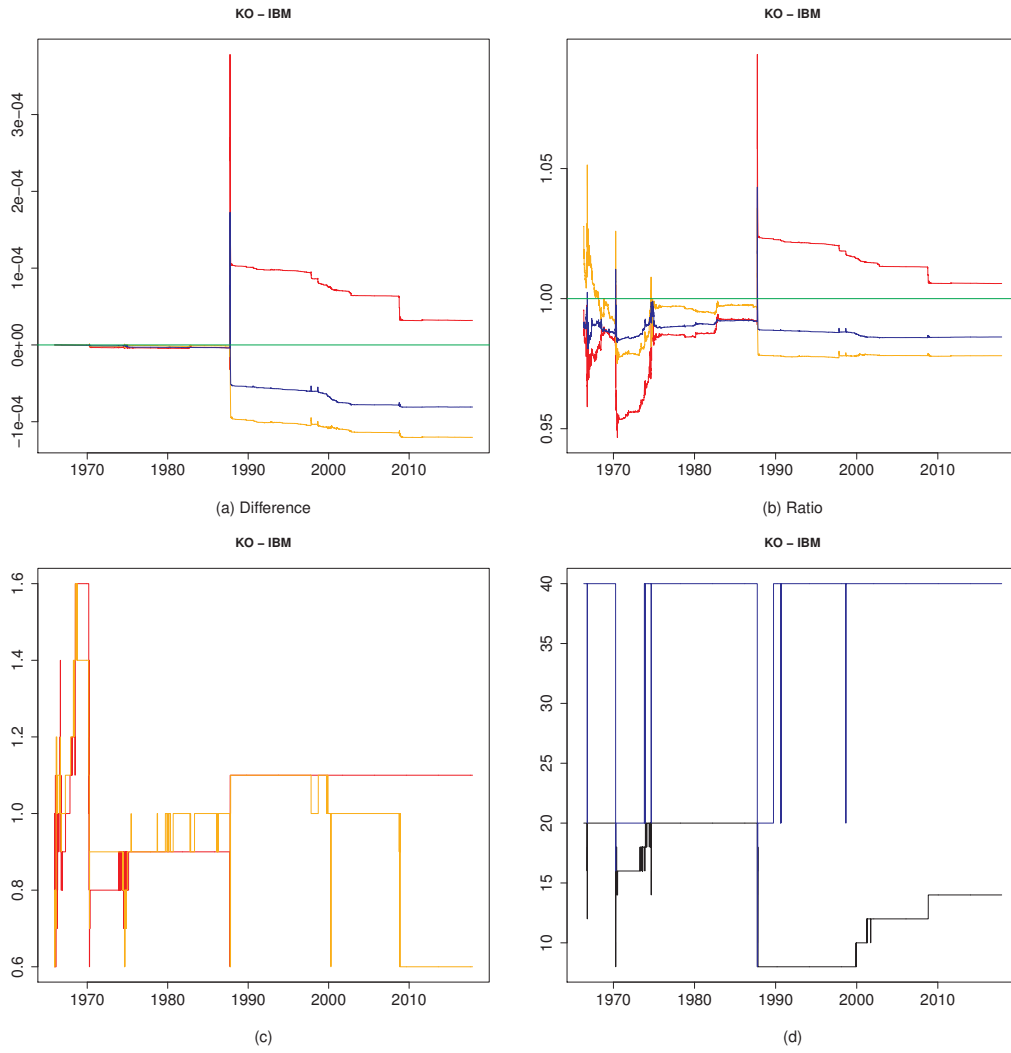 KO – IBM
3e−04
2e−04
1e−04
0e+00
−1e−04
1970 1980 1990 2000 2010
(a) Difference
KO – IBM
1.05
1.00
0.95
1970 1980 1990 2000 2010
(b) Ratio
KO – IBM
1.6
1.4
1.2
1.0
0.8
0.6
1970 1980 1990 2000 2010
(c)
KO – IBM
40
35
30
25
20
15
10
1970 1980 1990 2000 2010
(d)